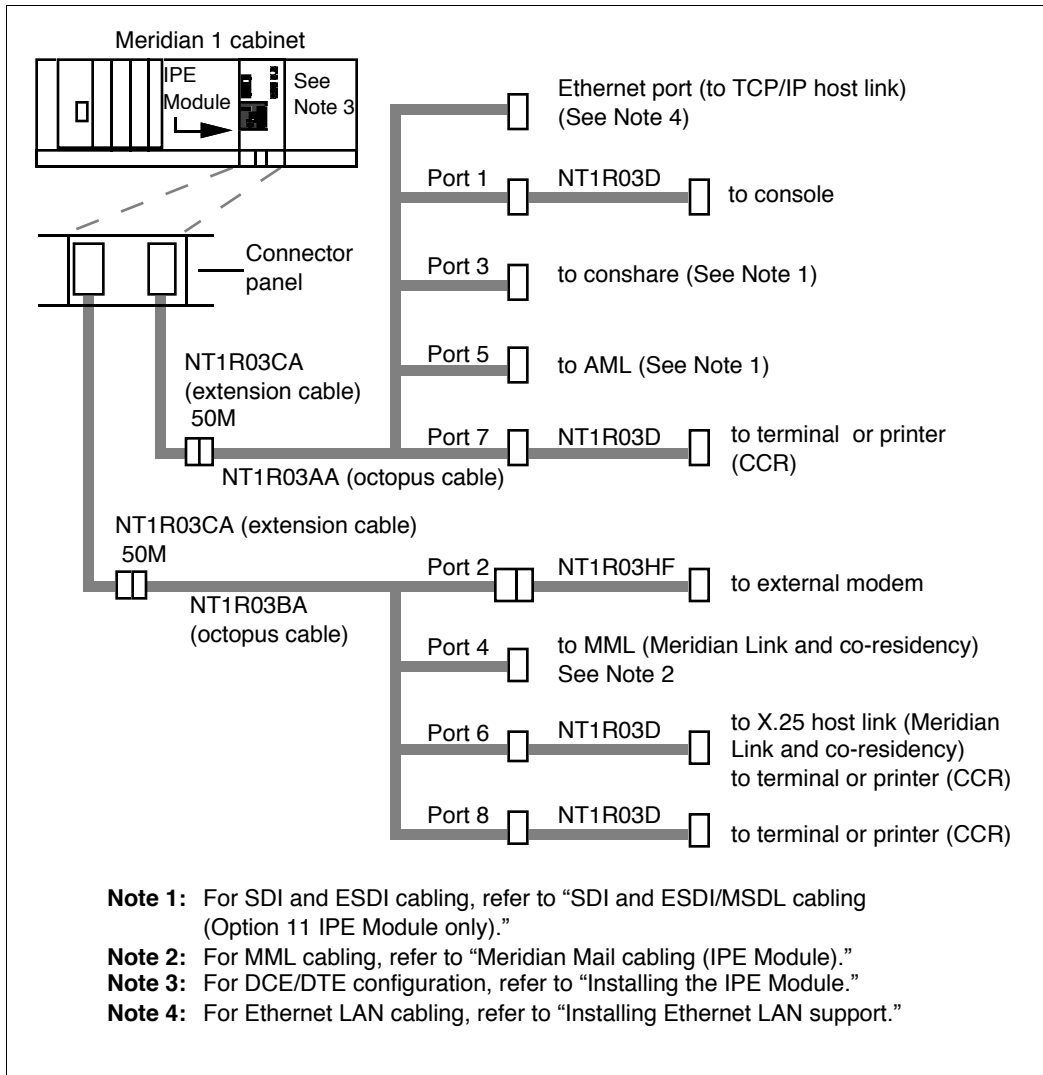 Meridian 1 cabinet
IPE
Module
See
Note 3
Ethernet port (to TCP/IP host link)
(See Note 4)
Port 1
NT1R03D
to console
Connector
panel
Port 3
to conshare (See Note 1)
Port 5
to AML (See Note 1)
NT1R03CA
(extension cable)
50M
Port 7
NT1R03D
to terminal or printer
(CCR)
NT1R03AA (octopus cable)
NT1R03CA (extension cable)
50M
NT1R03BA
(octopus cable)
Port 2
NT1R03HF
to external modem
Port 4
to MML (Meridian Link and co-residency)
See Note 2
Port 6
NT1R03D
to X.25 host link (Meridian
Link and co-residency)
to terminal or printer (CCR)
Port 8
NT1R03D
to terminal or printer (CCR)
Note 1: For SDI and ESDI cabling, refer to “SDI and ESDI/MSDL cabling
(Option 11 IPE Module only).”
Note 2: For MML cabling, refer to “Meridian Mail cabling (IPE Module).”
Note 3: For DCE/DTE configuration, refer to “Installing the IPE Module.”
Note 4: For Ethernet LAN cabling, refer to “Installing Ethernet LAN support.”